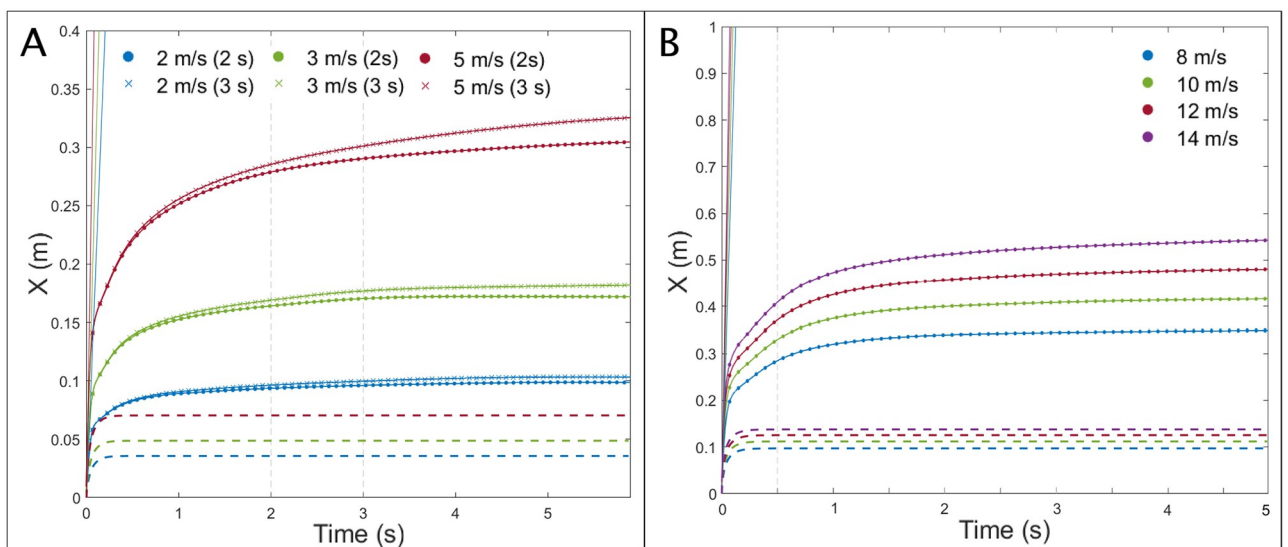 A
2 m/s (2 s) 3 m/s (2s) 5 m/s (2s)
2 m/s (3 s) 3 m/s (3 s) 5 m/s (3 s)
0.4
0.35
0.3
0.25
0.2
0.15
0.1
0.05
0
X (m)
0 1 2 3 4 5
Time (s)
B
8 m/s
10 m/s
12 m/s
14 m/s
1
0.9
0.8
0.7
0.6
0.5
0.4
0.3
0.2
0.1
0
X (m)
0 1 2 3 4 5
Time (s)